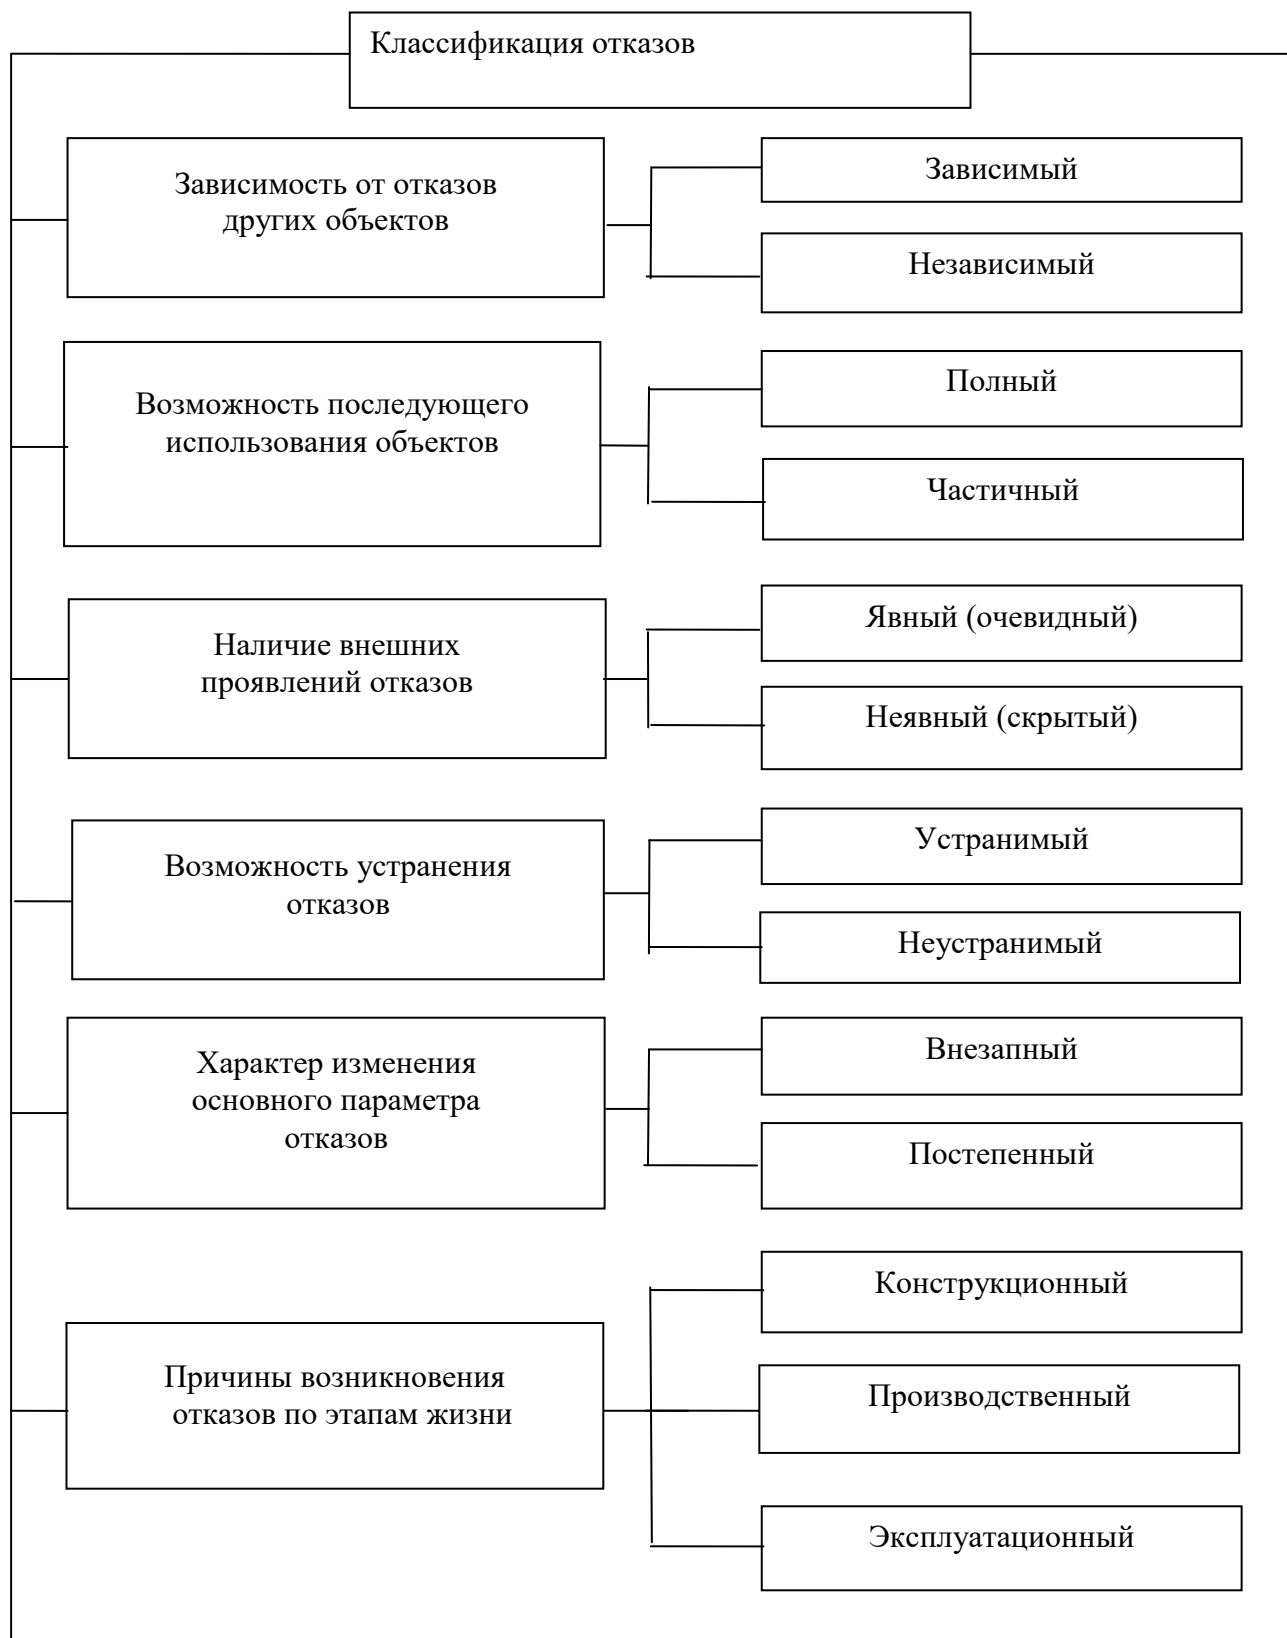 Классификация отказов
Зависимость от отказов
других объектов
Зависимый
Независимый
Возможность последующего
использования объектов
Полный
Частичный
Наличие внешних
проявлений отказов
Явный (очевидный)
Неявный (скрытый)
Возможность устранения
отказов
Устранимый
Неустранимый
Характер изменения
основного параметра
отказов
Внезапный
Постепенный
Причины возникновения
отказов по этапам жизни
Конструкционный
Производственный
Эксплуатационный